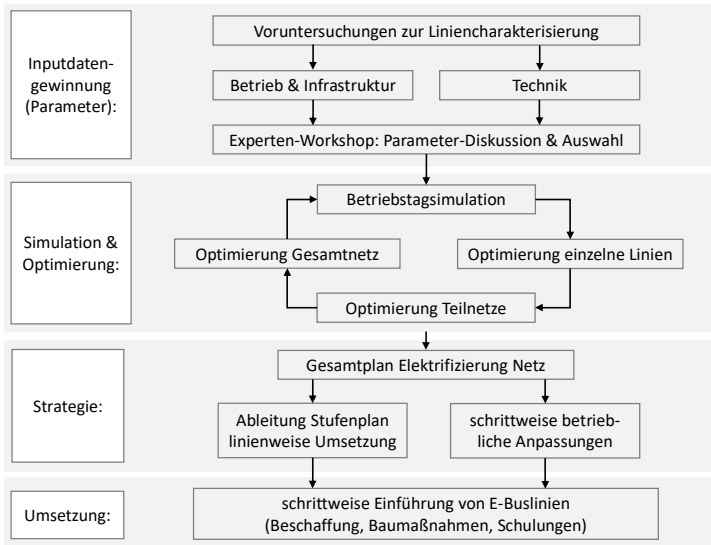 Inputdaten-
gewinnung
(Parameter):
Voruntersuchungen zur Liniencharakterisierung
Betrieb & Infrastruktur
Technik
Experten-Workshop: Parameter-Diskussion & Auswahl
Simulation &
Optimierung:
Betriebstagsimulation
Optimierung Gesamtnetz
Optimierung einzelne Linien
Optimierung Teilnetze
Strategie:
Gesamtplan Elektrifizierung Netz
Ableitung Stufenplan
linienweise Umsetzung
schrittweise betrieb-
liche Anpassungen
Umsetzung:
schrittweise Einführung von E-Buslinien
(Beschaffung, Baumaßnahmen, Schulungen)